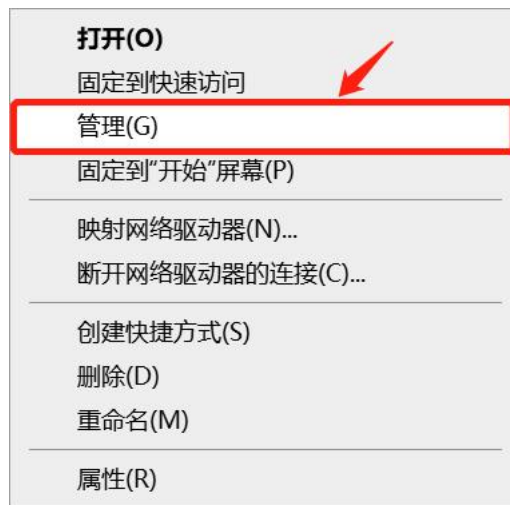 打开(O)
固定到快速访问
管理(G)
固定到"开始"屏幕(P)
映射网络驱动器(N)...
断开网络驱动器的连接(C)...
创建快捷方式(S)
删除(D)
重命名(M)
属性(R)